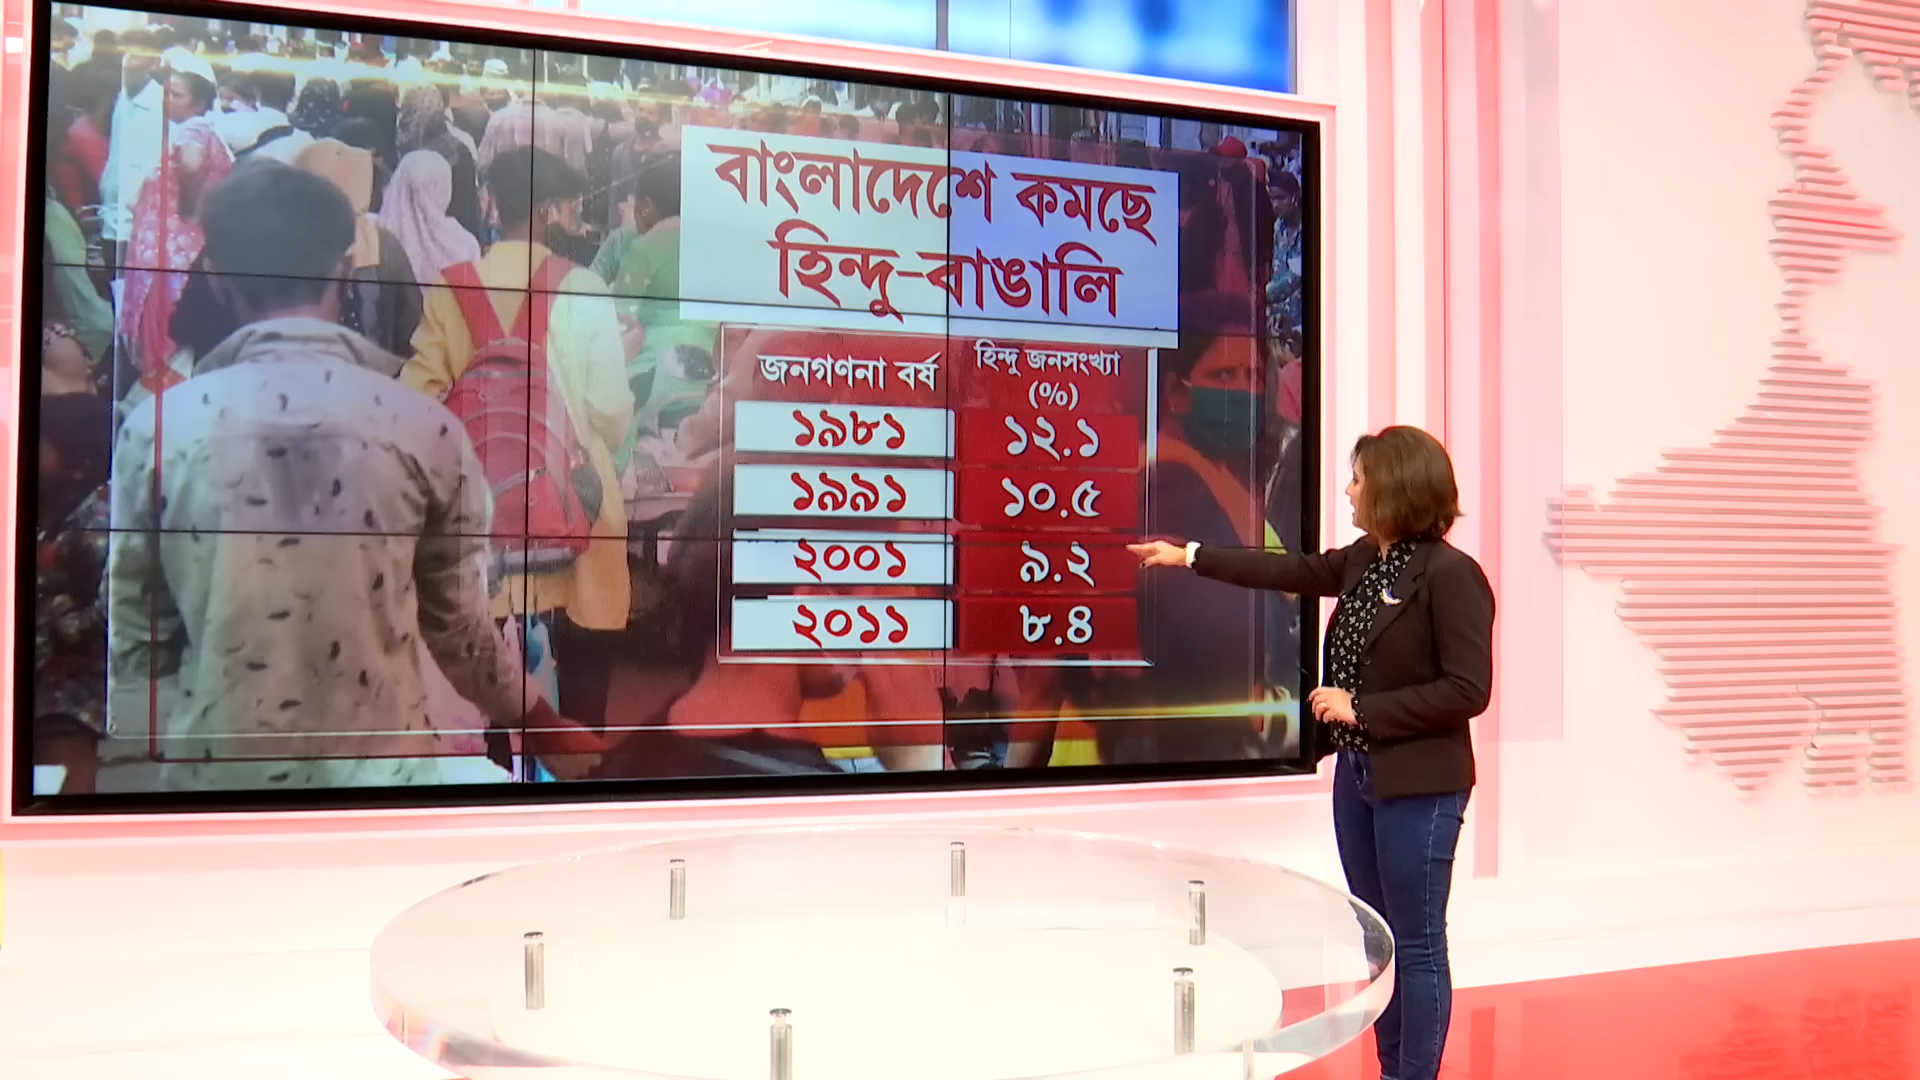 বাংলাদেশে কমছে
হিন্দু-বাঙালি
জনগণনা বর্ষ হিন্দু জনসংখ্যা (%)
১৯৮১ ১২.১
১৯৯১ ১০.৫
২০০১ ৯.২
২০১১ ৮.৪